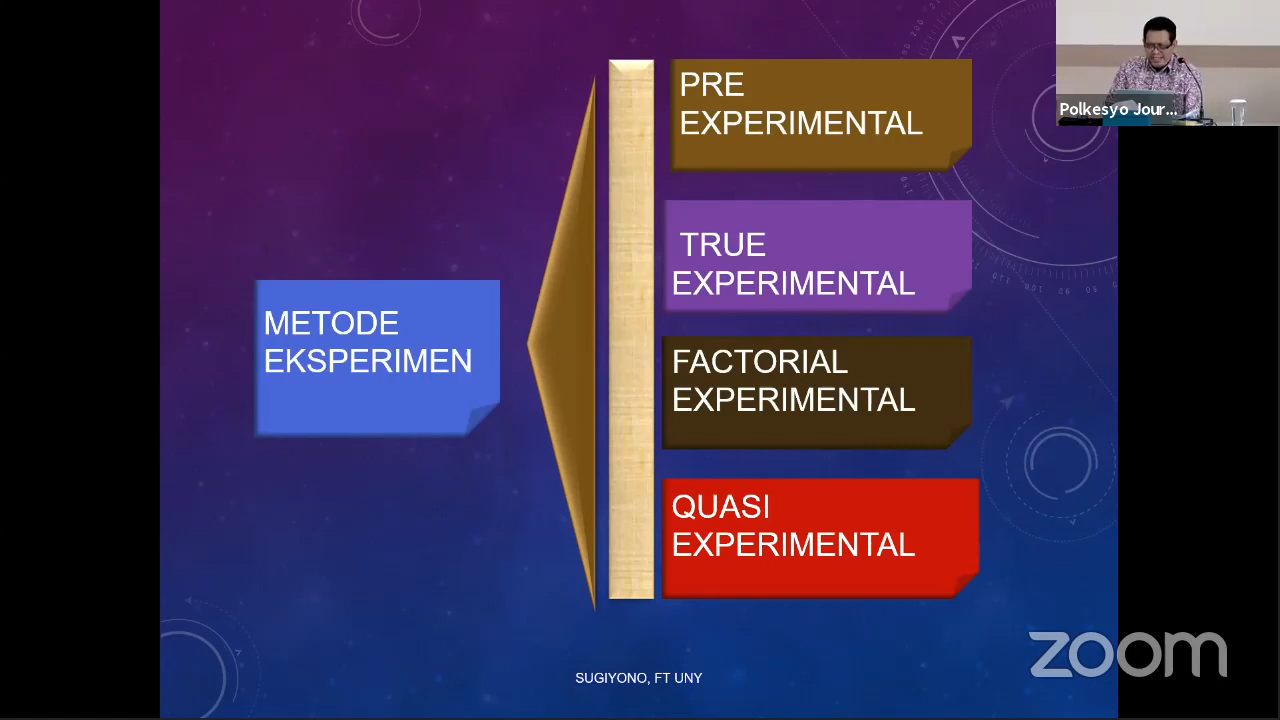 METODE
EKSPERIMEN
PRE
EXPERIMENTAL
TRUE
EXPERIMENTAL
FACTORIAL
EXPERIMENTAL
QUASI
EXPERIMENTAL
SUGIYONO, FT UNY
Polkesyo Jour...
zoom